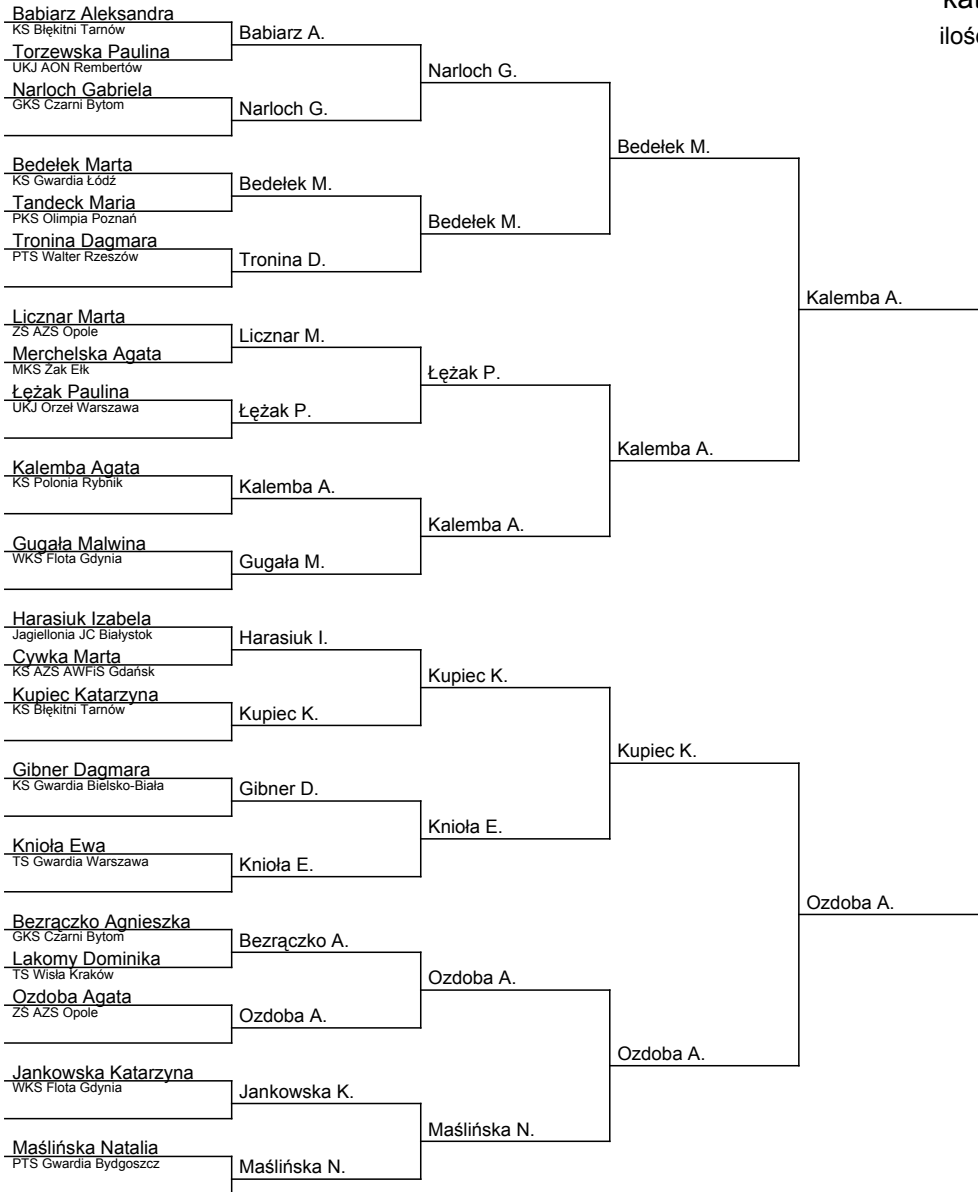 Babiarz Aleksandra
KS Błękitni Tarnów
Torzewska Paulina
UKJ AON Rembertów
Narloch Gabriela
GKS Czarni Bytom
Bedełek Marta
KS Gwardia Łódź
Tandeck Maria
PKS Olimpia Poznań
Tronina Dagmara
PTS Walter Rzeszów
Licznar Marta
ZS AZS Opole
Merchelska Agata
MKS Żak Ełk
Łężak Paulina
UKJ Orzeł Warszawa
Kalemba Agata
KS Polonia Rybnik
Gugała Malwina
WKS Flota Gdynia
Harasiuk Izabela
Jagiellonia JC Białystok
Cywka Marta
KS AZS AWFiS Gdańsk
Kupiec Katarzyna
KS Błękitni Tarnów
Gibner Dagmara
KS Gwardia Bielsko-Biała
Knioła Ewa
TS Gwardia Warszawa
Bezrączko Agnieszka
GKS Czarni Bytom
Lakomy Dominika
TS Wisła Kraków
Ozdoba Agata
ZS AZS Opole
Jankowska Katarzyna
WKS Flota Gdynia
Maślińska Natalia
PTS Gwardia Bydgoszcz
Babiarz A.
Narloch G.
Bedełek M.
Tronina D.
Licznar M.
Łężak P.
Kalemba A.
Gugała M.
Harasiuk I.
Kupiec K.
Gibner D.
Knioła E.
Bezrączko A.
Ozdoba A.
Jankowska K.
Maślińska N.
Narloch G.
Bedełek M.
Łężak P.
Kalemba A.
Kupiec K.
Knioła E.
Ozdoba A.
Maślińska N.
Bedełek M.
Kalemba A.
Kupiec K.
Ozdoba A.
Kalemba A.
Ozdoba A.